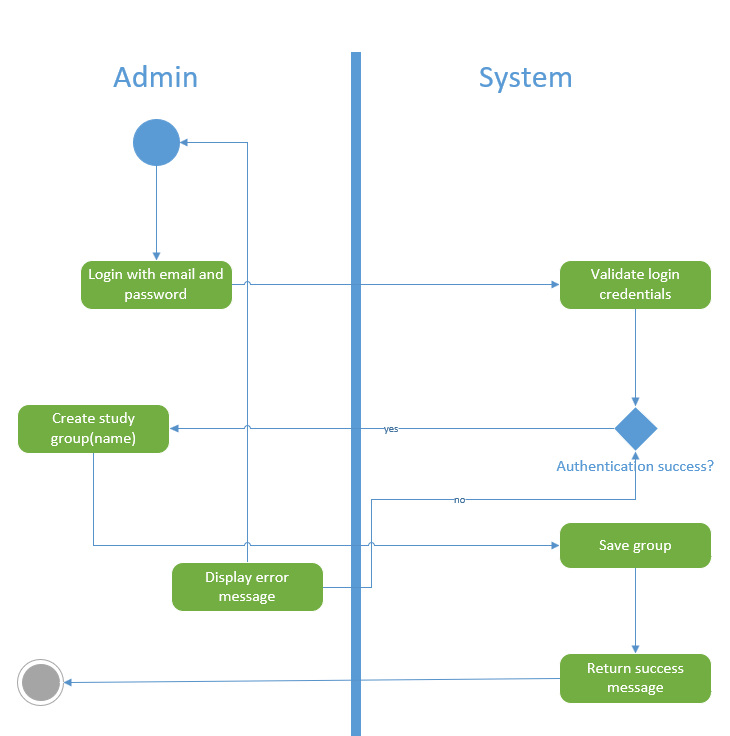 Admin
System
Login with email and
password
Validate login
credentials
Create study
group(name)
yes
Authentication success?
no
Save group
Display error
message
Return success
message